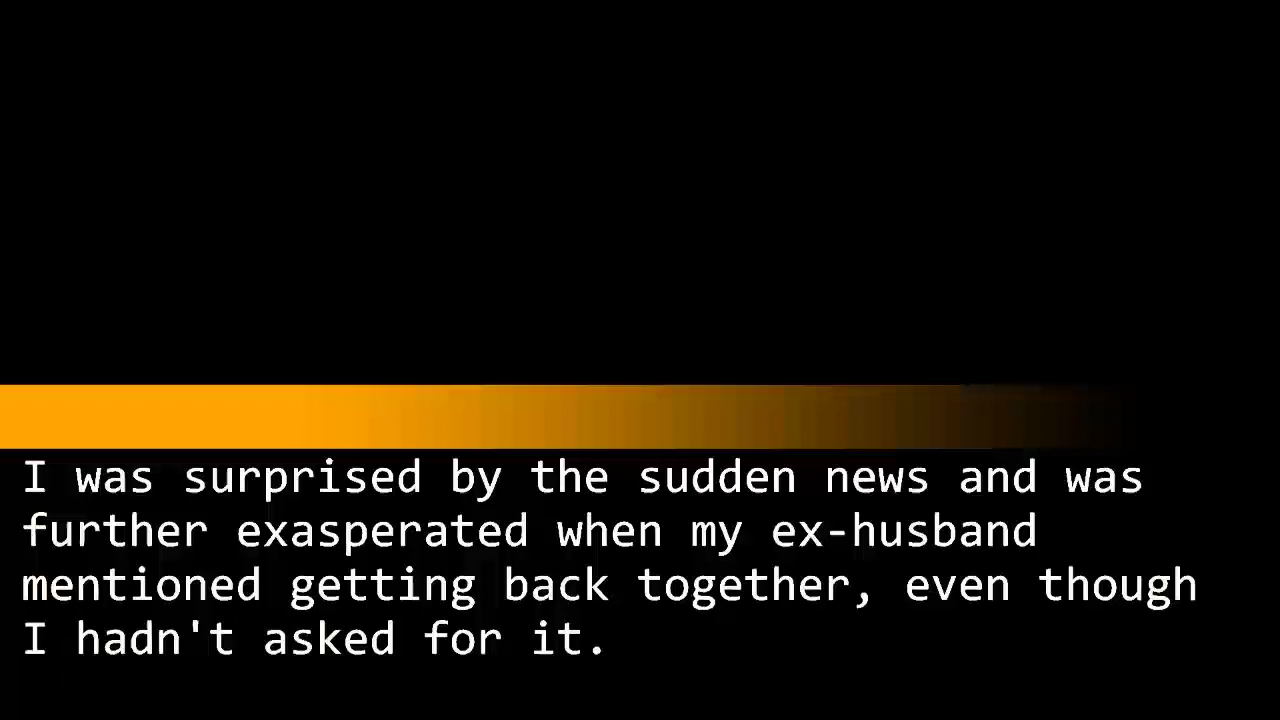 I was surprised by the sudden news and was
further exasperated when my ex-husband
mentioned getting back together, even though
I hadn't asked for it.